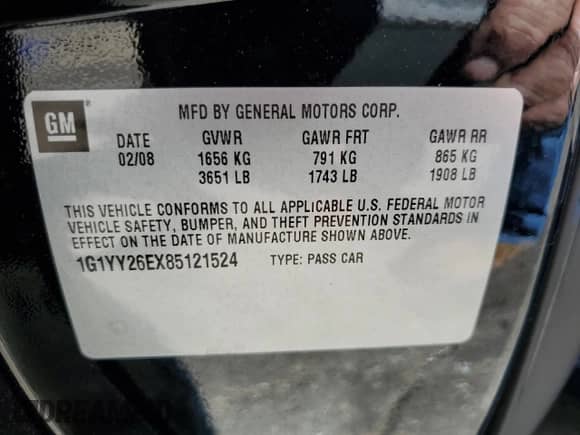 GM ®
MFD BY GENERAL MOTORS CORP.
DATE GVWR GAWR FRT GAWR RR
02/08 1656 KG 791 KG 865 KG
3651 LB 1743 LB 1908 LB
THIS VEHICLE CONFORMS TO ALL APPLICABLE U.S. FEDERAL MOTOR
VEHICLE SAFETY, BUMPER, AND THEFT PREVENTION STANDARDS IN
EFFECT ON THE DATE OF MANUFACTURE SHOWN ABOVE.
1G1YY26EX85121524 TYPE: PASS CAR